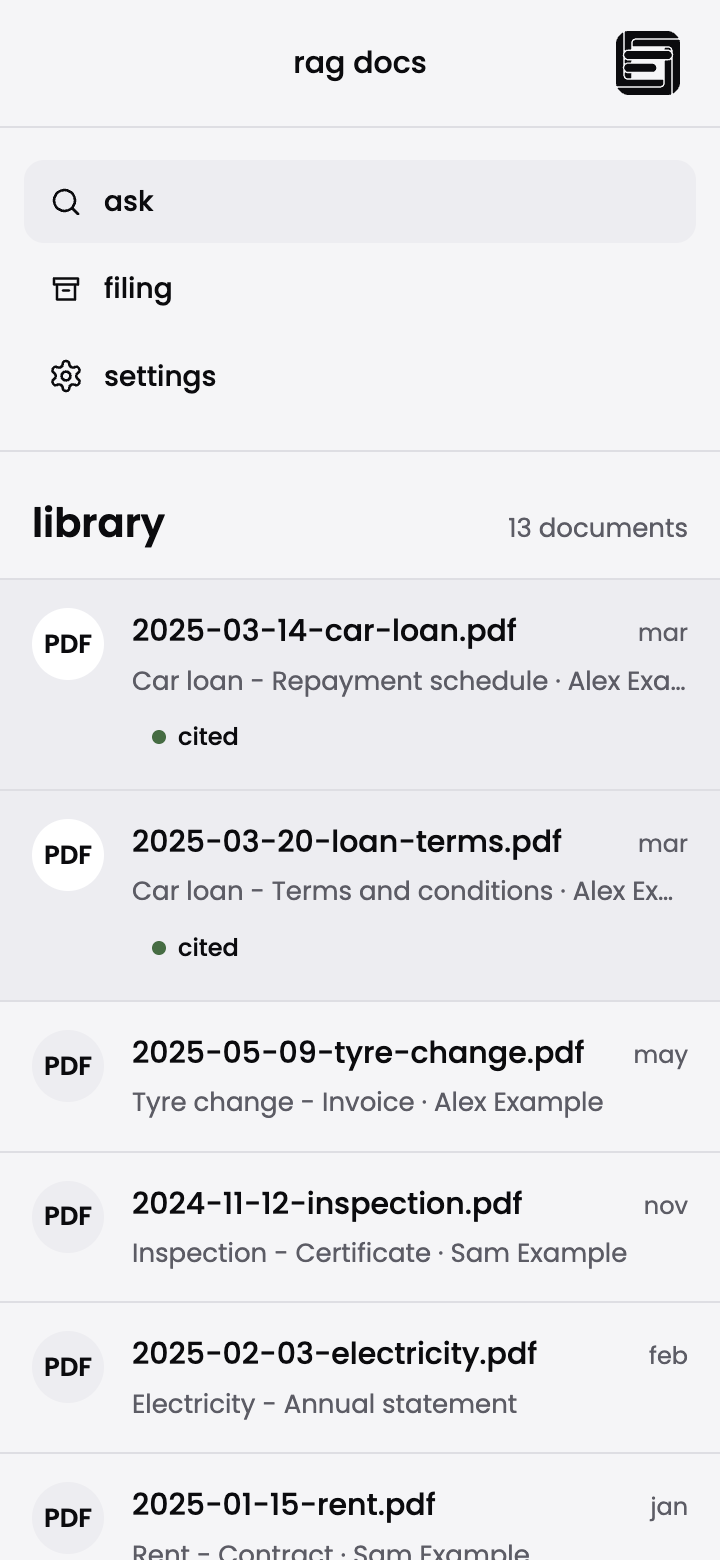 rag docs
ask
filing
settings
library
13 documents
PDF
2025-03-14-car-loan.pdf
mar
Car loan - Repayment schedule · Alex Exa...
cited
PDF
2025-03-20-loan-terms.pdf
mar
Car loan - Terms and conditions · Alex Ex...
cited
PDF
2025-05-09-tyre-change.pdf
may
Tyre change - Invoice · Alex Example
PDF
2024-11-12-inspection.pdf
nov
Inspection - Certificate · Sam Example
PDF
2025-02-03-electricity.pdf
feb
Electricity - Annual statement
PDF
2025-01-15-rent.pdf
jan
Rent - Contract · Sam Example